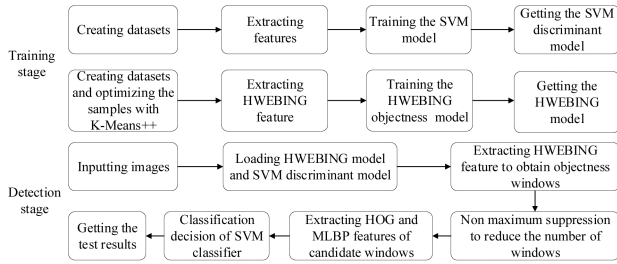 Training
stage
Creating datasets
Extracting
features
Training the SVM
model
Getting the SVM
discriminant model
Creating datasets
and optimizing the
samples with
K-Means++
Extracting
HWEBING
feature
Training the
HWEBING
objectness model
Getting the
HWEBING
model
Detection
stage
Inputting images
Loading HWEBING model
and SVM discriminant model
Extracting HWEBING
feature to obtain objectness
windows
Non maximum suppression
to reduce the number of
windows
Extracting HOG and
MLBP features of
candidate windows
Classification
decision of SVM
classifier
Getting the
test results